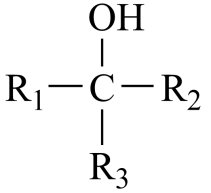 OH
R₁ C R₂
R₃